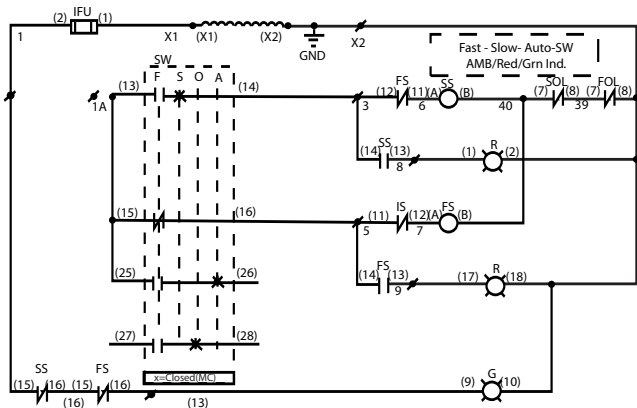 (2) IFU (1)
1
X1 (X1) (X2) X2
GND
Fast - Slow- Auto-SW
AMB/Red/Grn Ind.
SW
F S O A
(13) (14)
1A
3
FS
(12) (11)
6
SS
(A) (B)
40
SOL
(7) (8)
39
FOL
(7) (8)
SS
(14) (13)
8
(1) R (2)
(15) (16)
5
(11) IS (12)
7
FS
(A) (B)
FS
(14) (13)
9
(17) R (18)
(25) (26)
(27) (28)
x=Closed(MC)
SS
(15) (16)
(16)
FS
(15) (16)
(13)
(9) G (10)